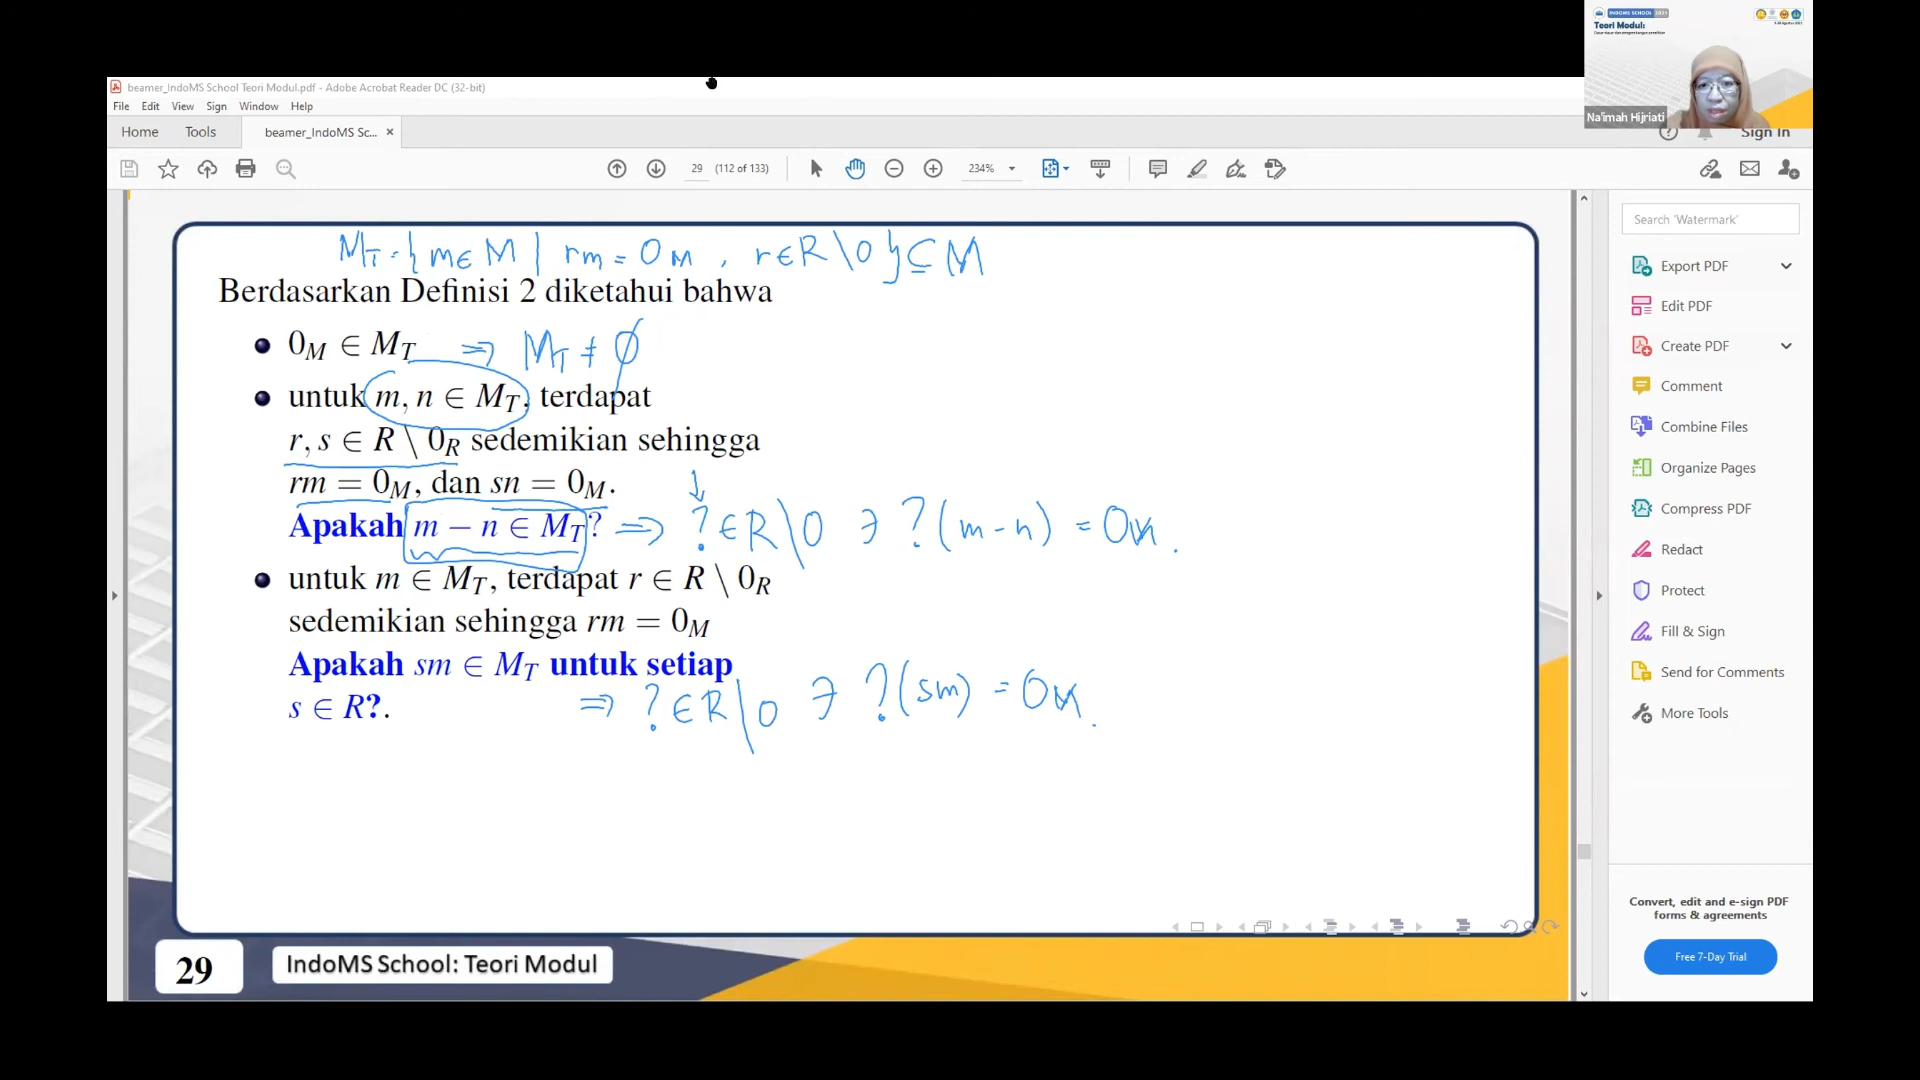 INDOMS SCHOOL 2021
Teori Modul:
Na'imah Hijriati
beamer_IndoMS School Teori Modul.pdf - Adobe Acrobat Reader DC (32-bit)
File Edit View Sign Window Help
Home Tools beamer_IndoMS Sc... ×
Sign In
29 (112 of 133) 234%
M_T = { m ∈ M | rm = 0_M , r ∈ R \ 0 } ⊆ M
Berdasarkan Definisi 2 diketahui bahwa
0_M ∈ M_T ⇒ M_T ≠ ∅
untuk m, n ∈ M_T, terdapat
r, s ∈ R \ 0_R sedemikian sehingga
rm = 0_M, dan sn = 0_M.
Apakah m − n ∈ M_T? ⇒ ? ∈ R \ 0 ∋ ? (m − n) = 0_M .
untuk m ∈ M_T, terdapat r ∈ R \ 0_R
sedemikian sehingga rm = 0_M
Apakah sm ∈ M_T untuk setiap
s ∈ R?. ⇒ ? ∈ R \ 0 ∋ ? (sm) = 0_M .
29
IndoMS School: Teori Modul
Search 'Watermark'
Export PDF
Edit PDF
Create PDF
Comment
Combine Files
Organize Pages
Compress PDF
Redact
Protect
Fill & Sign
Send for Comments
More Tools
Convert, edit and e-sign PDF
forms & agreements
Free 7-Day Trial